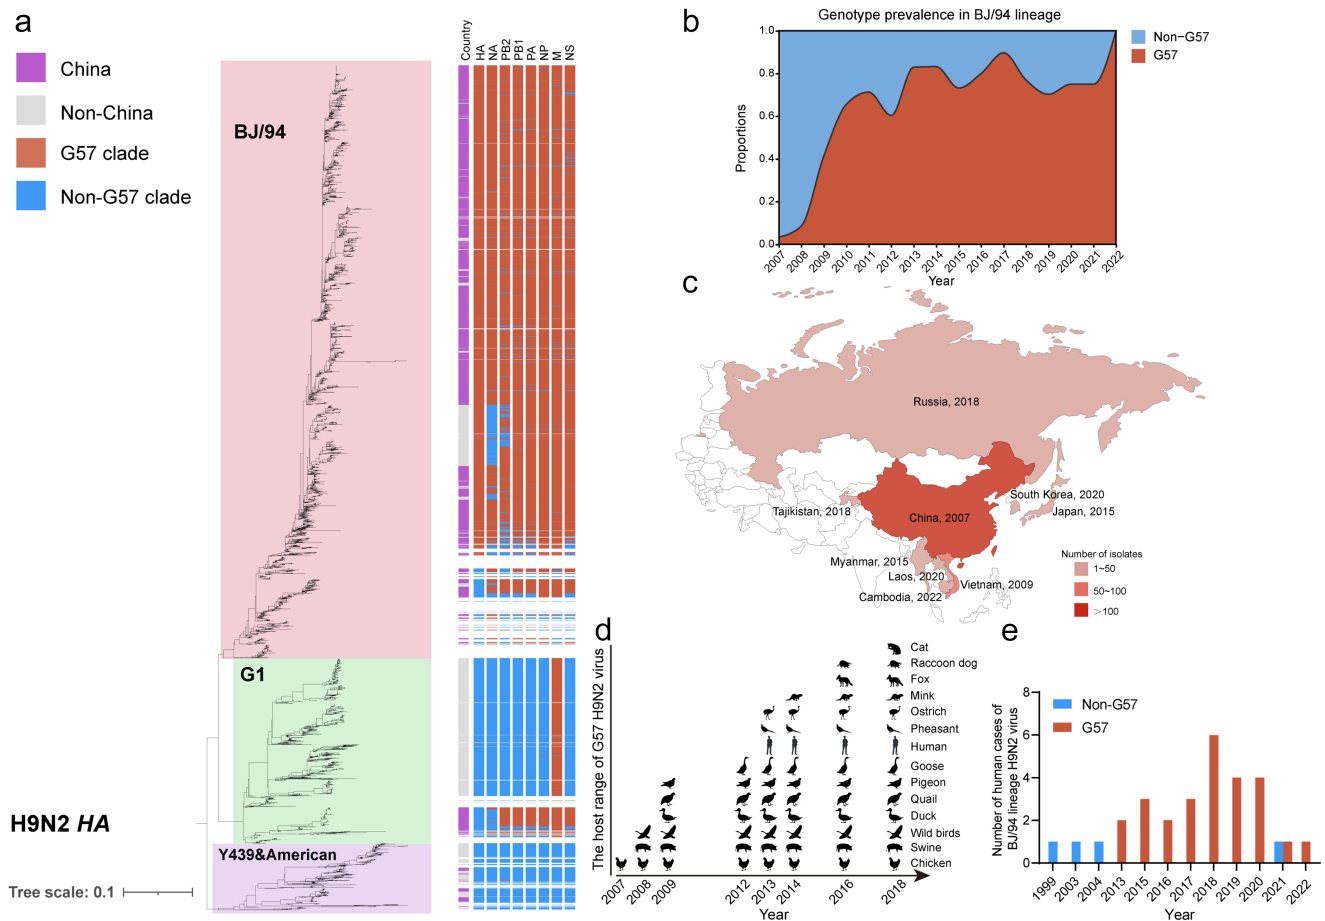 a
China
Non-China
G57 clade
Non-G57 clade
BJ/94
G1
Y439&American
H9N2 HA
Tree scale: 0.1
Country
HA
NA
PB2
PB1
PA
NP
M
NS
b
Genotype prevalence in BJ/94 lineage
Non−G57
G57
Proportions
1.0
0.8
0.6
0.4
0.2
0.0
2007 2008 2009 2010 2011 2012 2013 2014 2015 2016 2017 2018 2019 2020 2021 2022
Year
c
Russia, 2018
South Korea, 2020
Tajikistan, 2018
China, 2007
Japan, 2015
Myanmar, 2015
Laos, 2020
Vietnam, 2009
Cambodia, 2022
Number of isolates
1~50
50~100
>100
d
The host range of G57 H9N2 virus
Cat
Raccoon dog
Fox
Mink
Ostrich
Pheasant
Human
Goose
Pigeon
Quail
Duck
Wild birds
Swine
Chicken
2007 2008 2009 2012 2013 2014 2016 2018
Year
e
Number of human cases of
BJ/94 lineage H9N2 virus
Non-G57
G57
8
6
4
2
0
1999 2003 2004 2013 2015 2016 2017 2018 2019 2020 2021 2022
Year